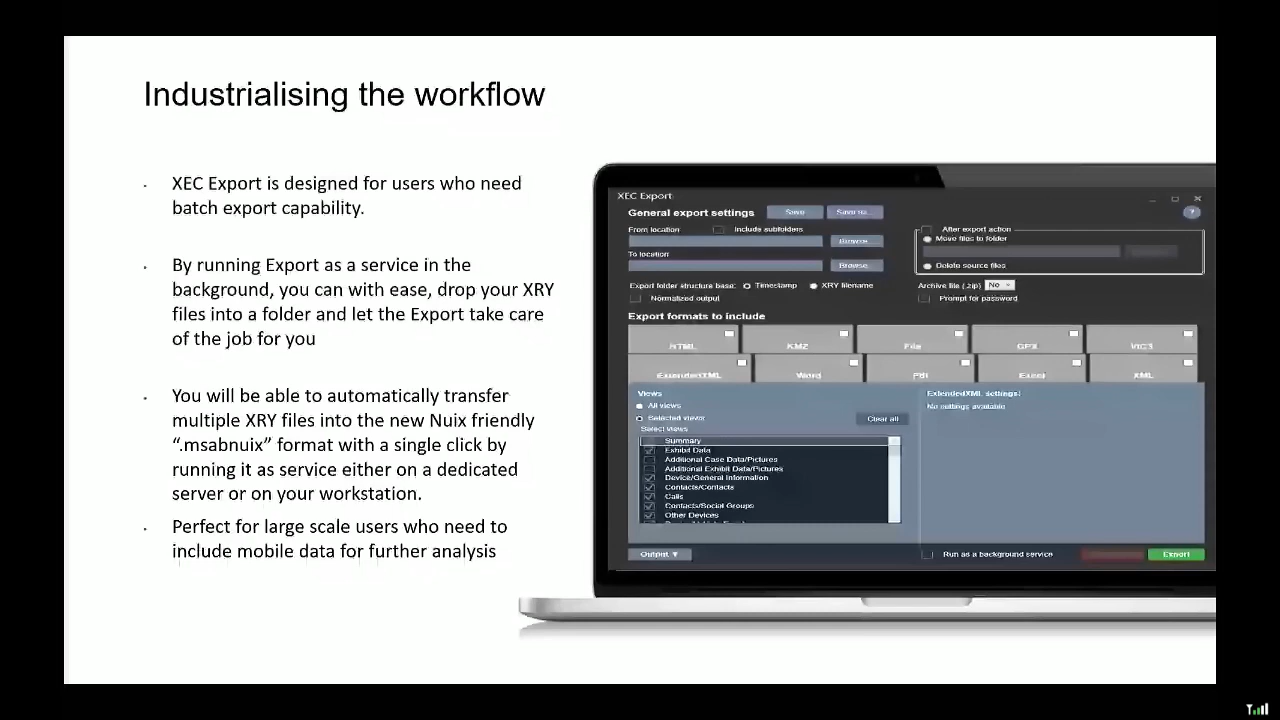 Industrialising the workflow
XEC Export is designed for users who need
batch export capability.
By running Export as a service in the
background, you can with ease, drop your XRY
files into a folder and let the Export take care
of the job for you
You will be able to automatically transfer
multiple XRY files into the new Nuix friendly
“.msabnuix” format with a single click by
running it as service either on a dedicated
server or on your workstation.
Perfect for large scale users who need to
include mobile data for further analysis
XEC Export
General export settings
Save
Save as...
?
From location
Include subfolders
Browse...
To location
Browse...
After export action
Move files to folder
Delete source files
Export folder structure base:
Timestamp
XRY filename
Archive file (.zip)
No
Normalized output
Prompt for password
Export formats to include
HTML
KMZ
File
GPX
VIC3
ExtendedXML
Word
Pdf
Excel
XML
Views
All views
Selected views
Clear all
Select views
Summary
Exhibit Data
Additional Case Data/Pictures
Additional Exhibit Data/Pictures
Device/General Information
Contacts/Contacts
Calls
Contacts/Social Groups
Other Devices
ExtendedXML settings:
No settings available
Output ▼
Run as a background service
Export